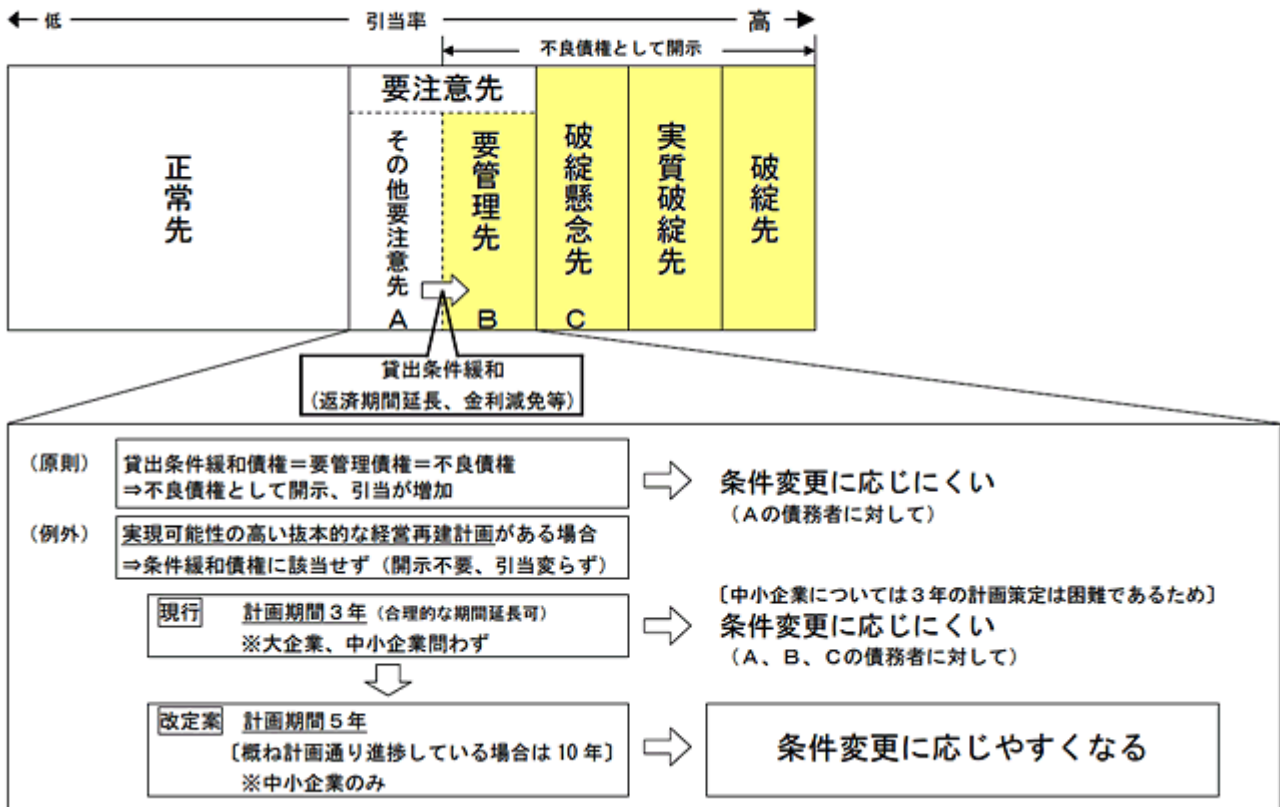 低 引当率 高
不良債権として開示
要注意先
正常先
その他要注意先
A
要管理先
B
破綻懸念先
C
実質破綻先
破綻先
貸出条件緩和
(返済期間延長、金利減免等)
(原則)
貸出条件緩和債権=要管理債権=不良債権
⇒不良債権として開示、引当が増加
条件変更に応じにくい
(Aの債務者に対して)
(例外)
実現可能性の高い抜本的な経営再建計画がある場合
⇒条件緩和債権に該当せず(開示不要、引当変らず)
現行 計画期間3年(合理的な期間延長可)
※大企業、中小企業問わず
〔中小企業については3年の計画策定は困難であるため〕
条件変更に応じにくい
(A、B、Cの債務者に対して)
改定案 計画期間5年
〔概ね計画通り進捗している場合は10年〕
※中小企業のみ
条件変更に応じやすくなる